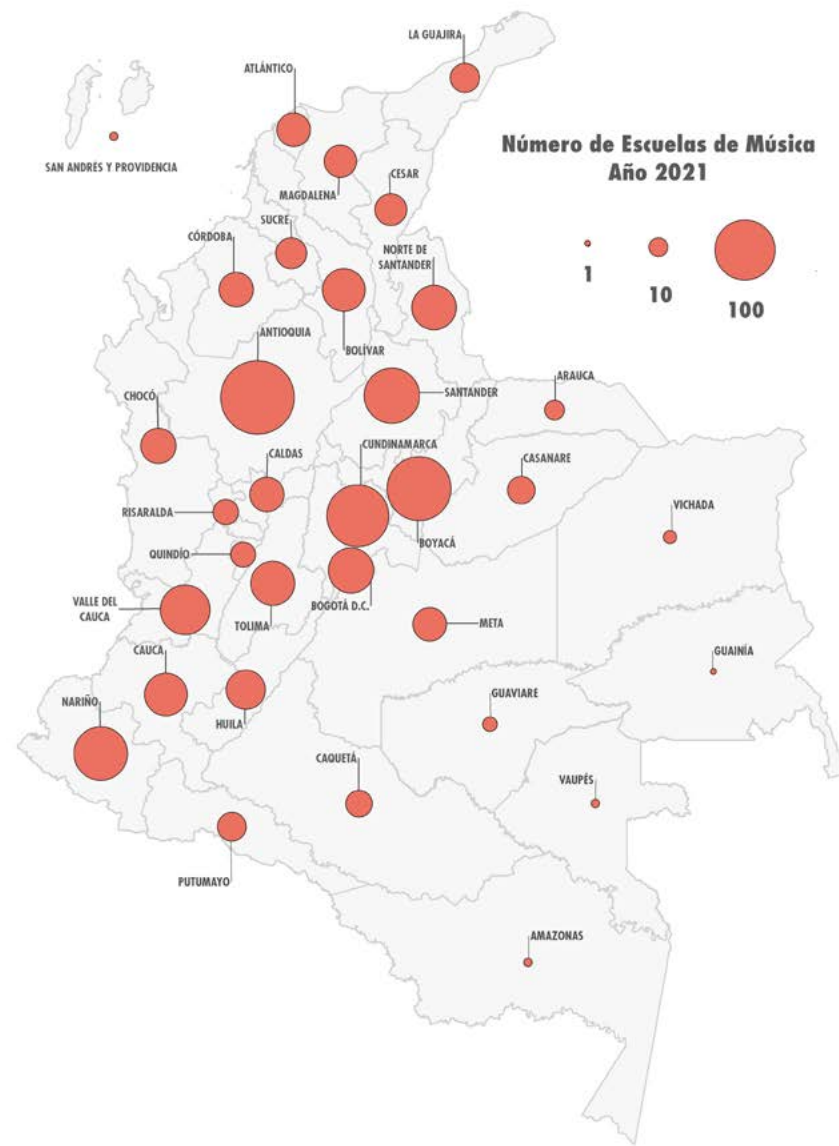 LA GUAJIRA
ATLÁNTICO
SAN ANDRES Y PROVIDENCIA
Número de Escuelas de Música
Año 2021
1
10
100
MAGDALENA
CESAR
SUCRE
CÓRDOBA
NORTE DE
SANTANDER
ANTIOQUIA
BOLÍVAR
CHOCÓ
SANTANDER
ARAUCA
CUNDINAMARCA
CALDAS
CASANARE
RISARALDA
VICHADA
BOYACÁ
QUINDÍO
VALLE DEL
CAUCA
TOLIMA
BOGOTÁ D.C.
META
CAUCA
GUAINÍA
NARIÑO
HUILA
GUAVIARE
CAQUETÁ
VAUPÉS
PUTUMAYO
AMAZONAS